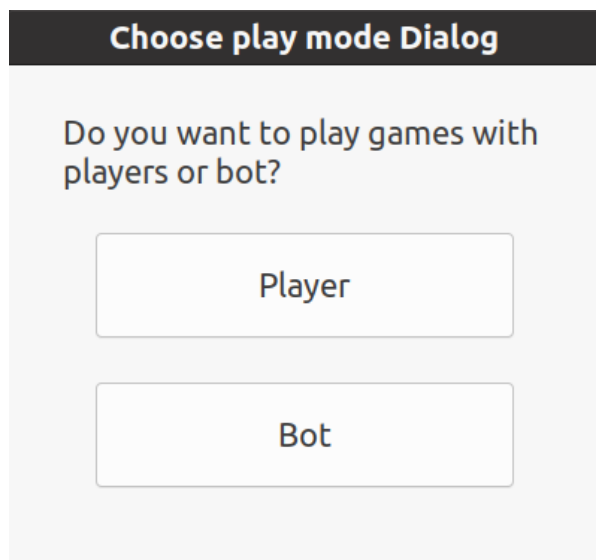 Choose play mode Dialog
Do you want to play games with
players or bot?
Player
Bot